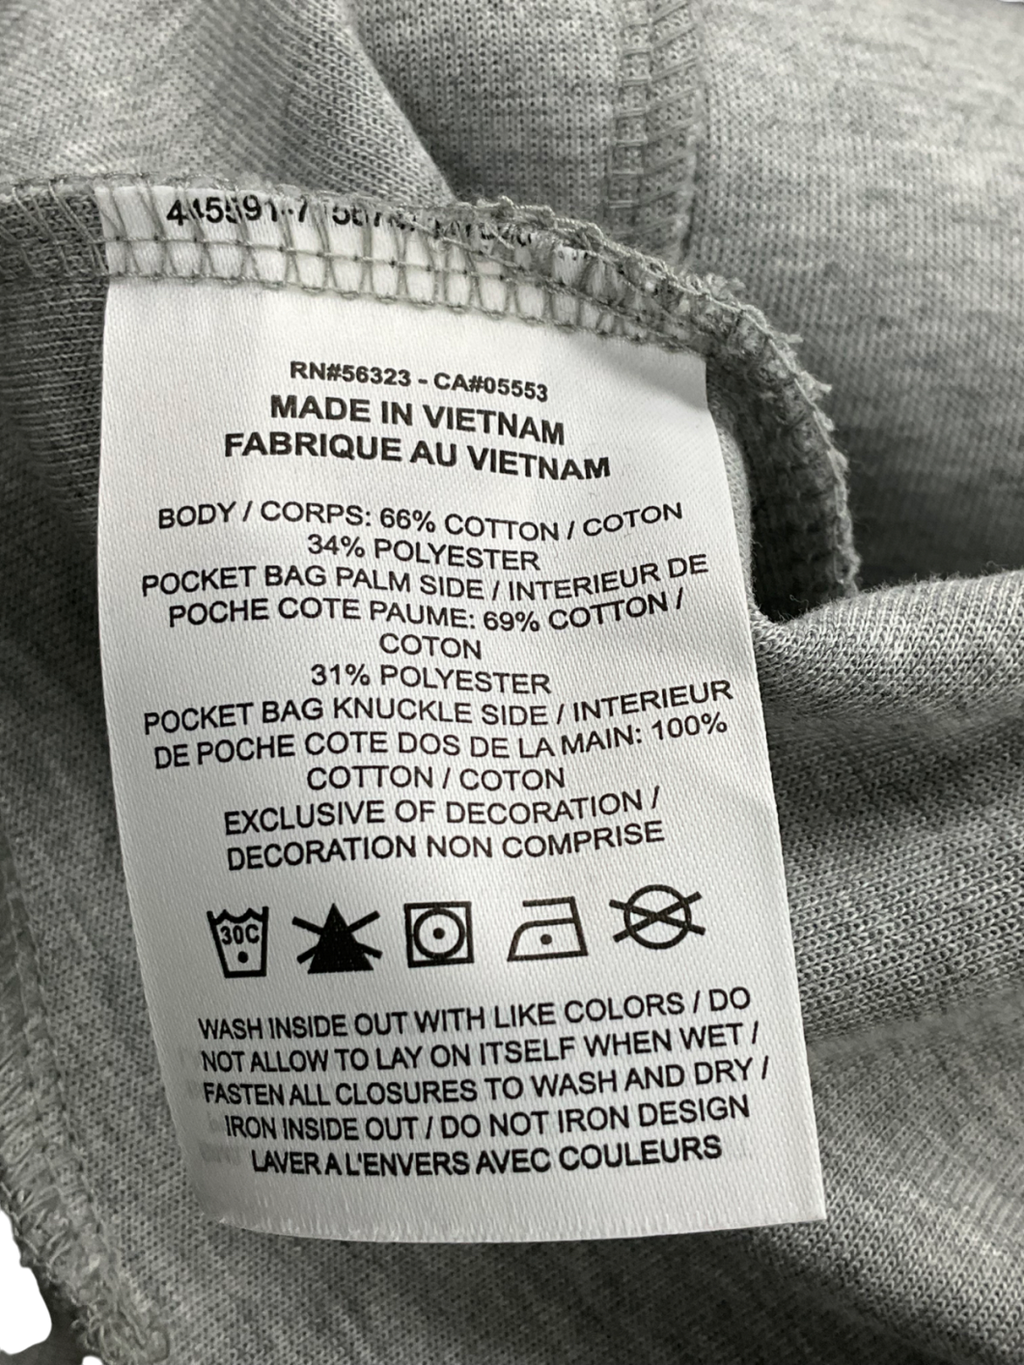 RN#56323 - CA#05553
MADE IN VIETNAM
FABRIQUE AU VIETNAM
BODY / CORPS: 66% COTTON / COTON
34% POLYESTER
POCKET BAG PALM SIDE / INTERIEUR DE
POCHE COTE PAUME: 69% COTTON /
COTON
31% POLYESTER
POCKET BAG KNUCKLE SIDE / INTERIEUR
DE POCHE COTE DOS DE LA MAIN: 100%
COTTON / COTON
EXCLUSIVE OF DECORATION /
DECORATION NON COMPRISE
30C
WASH INSIDE OUT WITH LIKE COLORS / DO
NOT ALLOW TO LAY ON ITSELF WHEN WET /
FASTEN ALL CLOSURES TO WASH AND DRY /
IRON INSIDE OUT / DO NOT IRON DESIGN
LAVER A L'ENVERS AVEC COULEURS